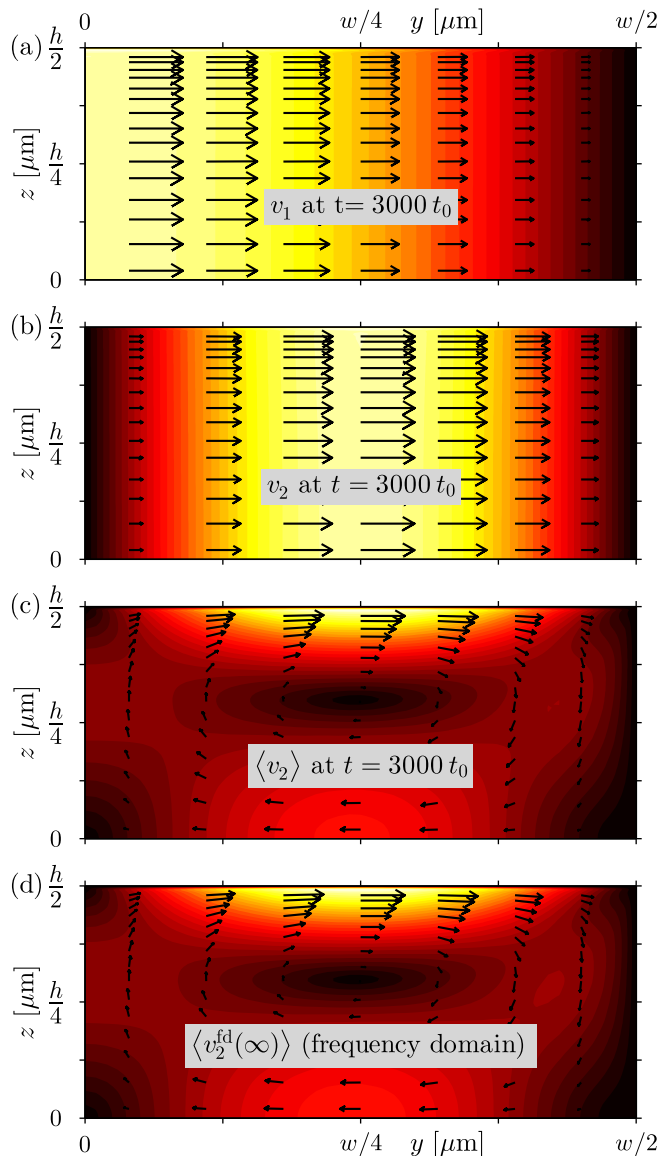 0 w/4 y [μm] w/2
(a) h/2
z [μm] h/4
v₁ at t= 3000 t₀
0
(b) h/2
z [μm] h/4
v₂ at t = 3000 t₀
0
(c) h/2
z [μm] h/4
⟨v₂⟩ at t = 3000 t₀
0
(d) h/2
z [μm] h/4
⟨v₂^fd(∞)⟩ (frequency domain)
0
0 w/4 y [μm] w/2